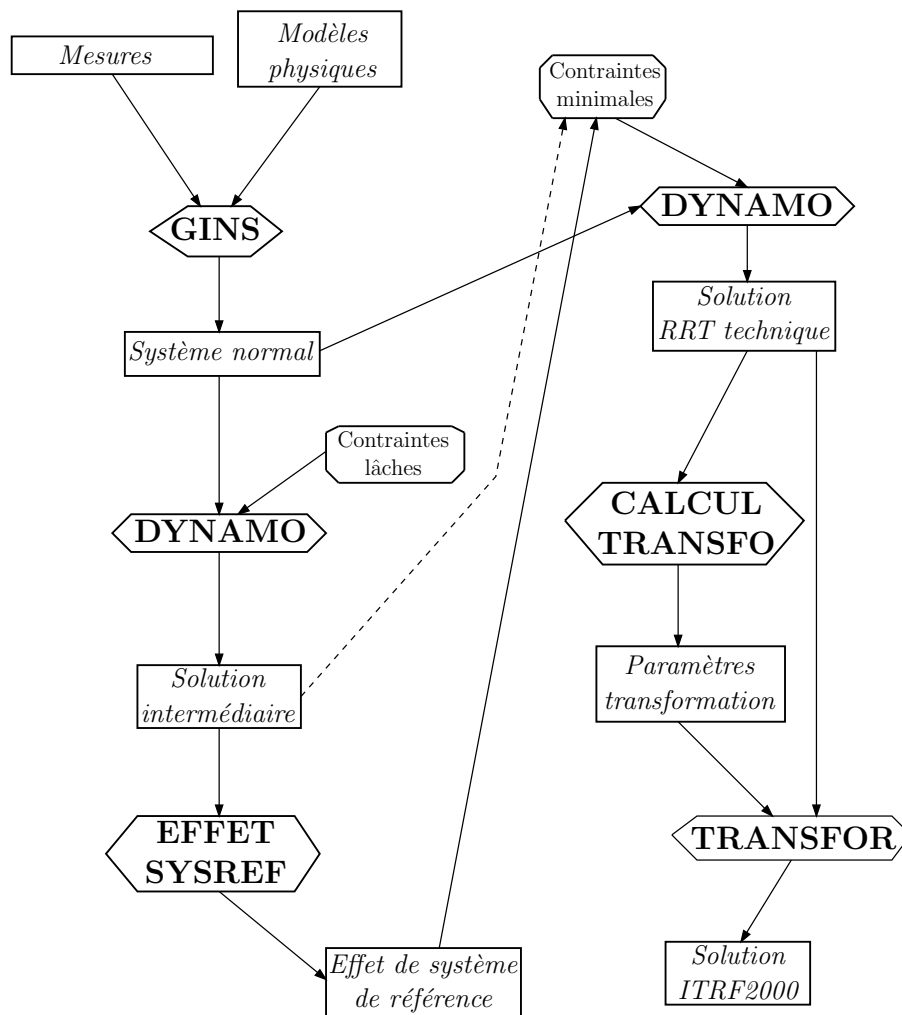 Mesures
Modèles
physiques
GINS
Système normal
Contraintes
lâches
DYNAMO
Solution
intermédiaire
EFFET
SYSREF
Effet de système
de référence
Contraintes
minimales
DYNAMO
Solution
RRT technique
CALCUL
TRANSFO
Paramètres
transformation
TRANSFOR
Solution
ITRF2000